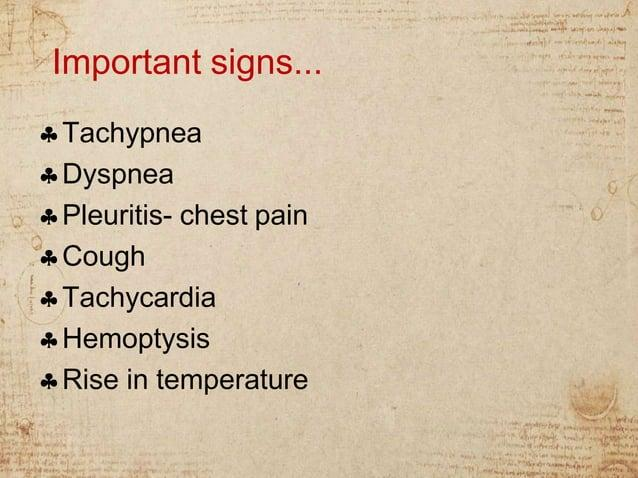 Important signs...
♣Tachypnea
♣Dyspnea
♣Pleuritis- chest pain
♣Cough
♣Tachycardia
♣Hemoptysis
♣Rise in temperature